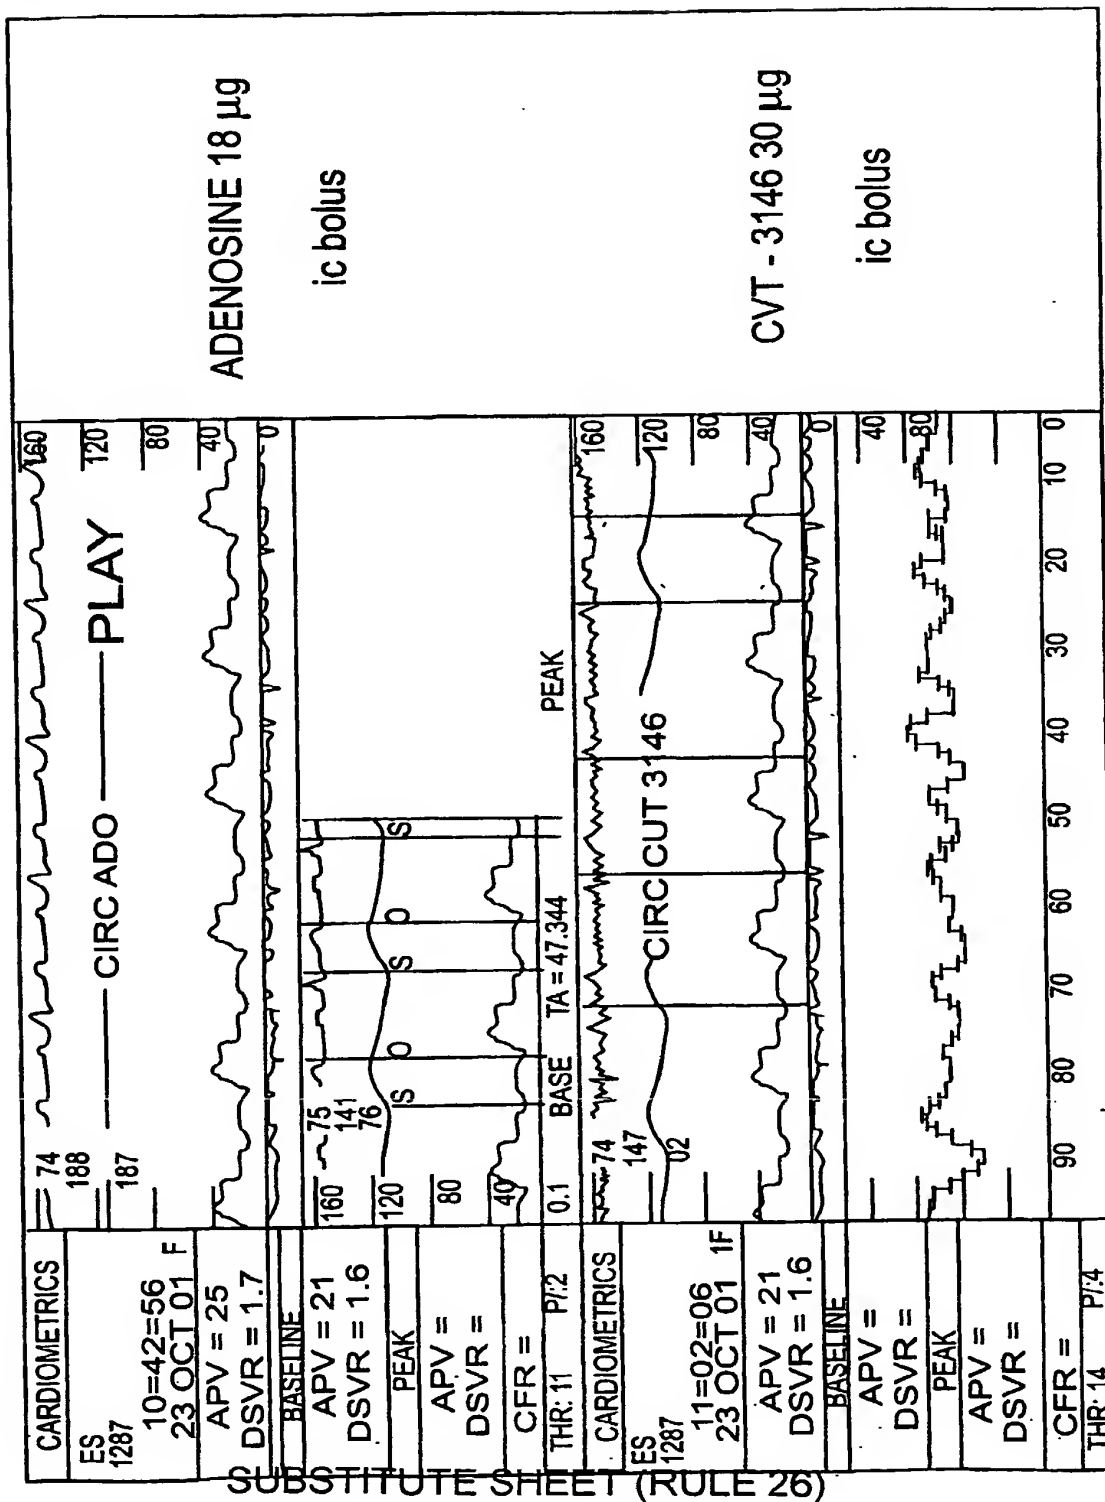 CARDIOMETRICS
ES
1287
10=42=56
23 OCT 01 F
APV = 25
DSVR = 1.7
BASELINE
APV = 21
DSVR = 1.6
PEAK
APV =
DSVR =
CFR =
THR: 11 P/:2
74
188
187
CIRC ADO PLAY
160
120
80
40
0
75
141
76
160
120
80
40
S
O
S
O
S
0.1 BASE TA = 47.344 PEAK
ADENOSINE 18 µg
ic bolus
CARDIOMETRICS
ES
1287
11=02=06
23 OCT 01 1F
APV = 21
DSVR = 1.6
BASELINE
APV =
DSVR =
PEAK
APV =
DSVR =
CFR =
THR: 14 P/:4
74
147
02
CIRC CUT 3146
160
120
80
40
0
40
80
90 80 70 60 50 40 30 20 10 0
CVT - 3146 30 µg
ic bolus
SUBSTITUTE SHEET (RULE 26)